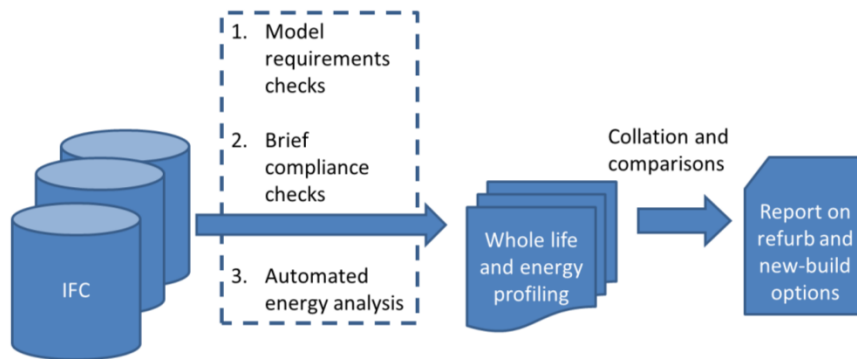 IFC
1. Model
requirements
checks
2. Brief
compliance
checks
3. Automated
energy analysis
Whole life
and energy
profiling
Collation and
comparisons
Report on
refurb and
new-build
options